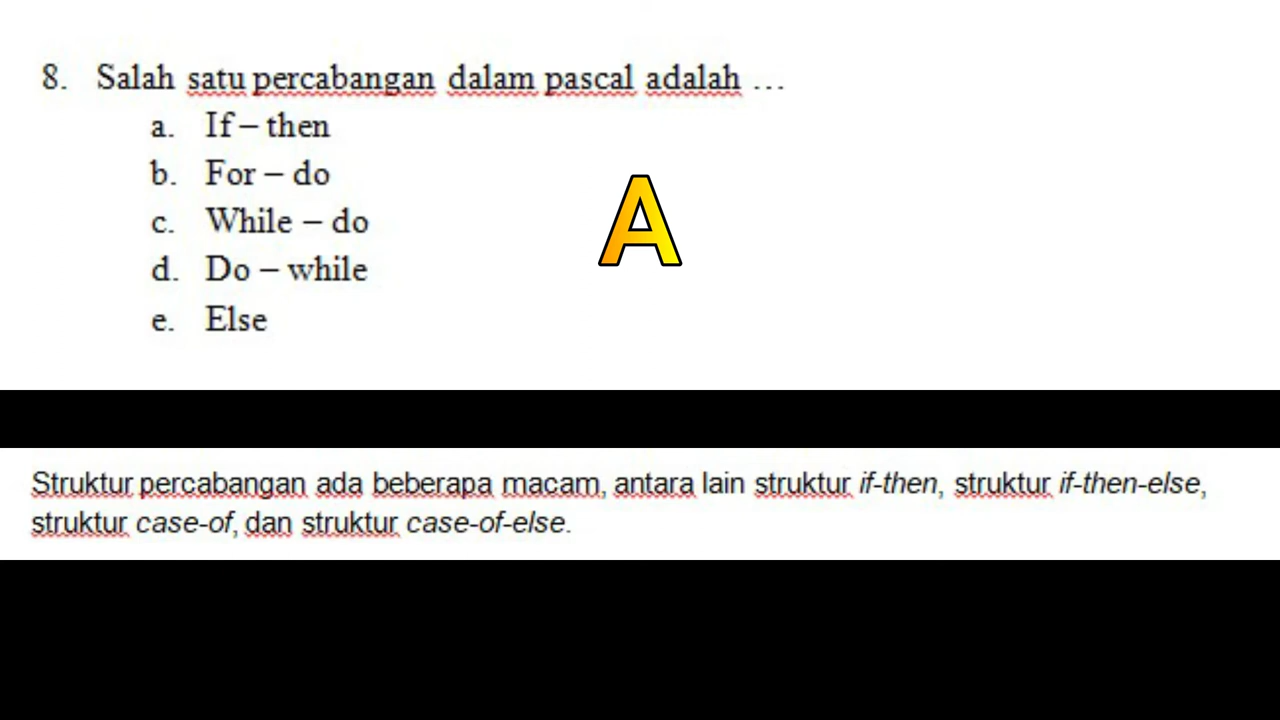 8. Salah satu percabangan dalam pascal adalah …
a. If – then
b. For – do
c. While – do
d. Do – while
e. Else
A
Struktur percabangan ada beberapa macam, antara lain struktur if-then, struktur if-then-else,
struktur case-of, dan struktur case-of-else.